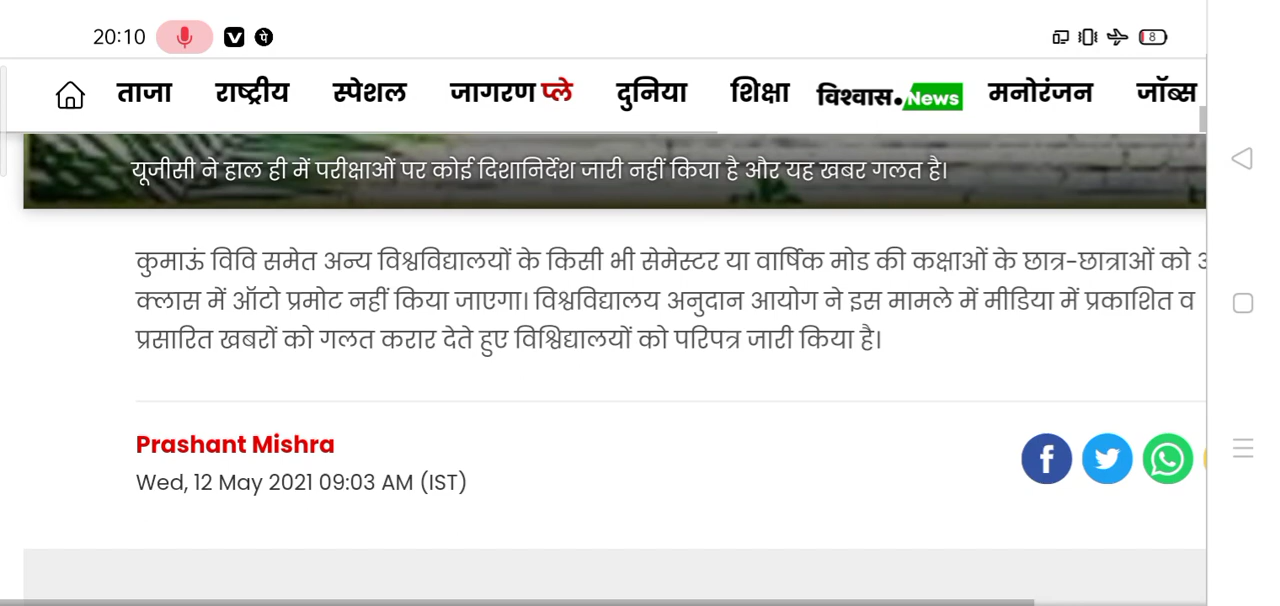 20:10
8
ताजा राष्ट्रीय स्पेशल जागरण प्ले दुनिया शिक्षा विश्वास.News मनोरंजन जॉब्स
यूजीसी ने हाल ही में परीक्षाओं पर कोई दिशानिर्देश जारी नहीं किया है और यह खबर गलत है।
कुमाऊं विवि समेत अन्य विश्वविद्यालयों के किसी भी सेमेस्टर या वार्षिक मोड की कक्षाओं के छात्र-छात्राओं को
क्लास में ऑटो प्रमोट नहीं किया जाएगा। विश्वविद्यालय अनुदान आयोग ने इस मामले में मीडिया में प्रकाशित व
प्रसारित खबरों को गलत करार देते हुए विश्विद्यालयों को परिपत्र जारी किया है।
Prashant Mishra
Wed, 12 May 2021 09:03 AM (IST)